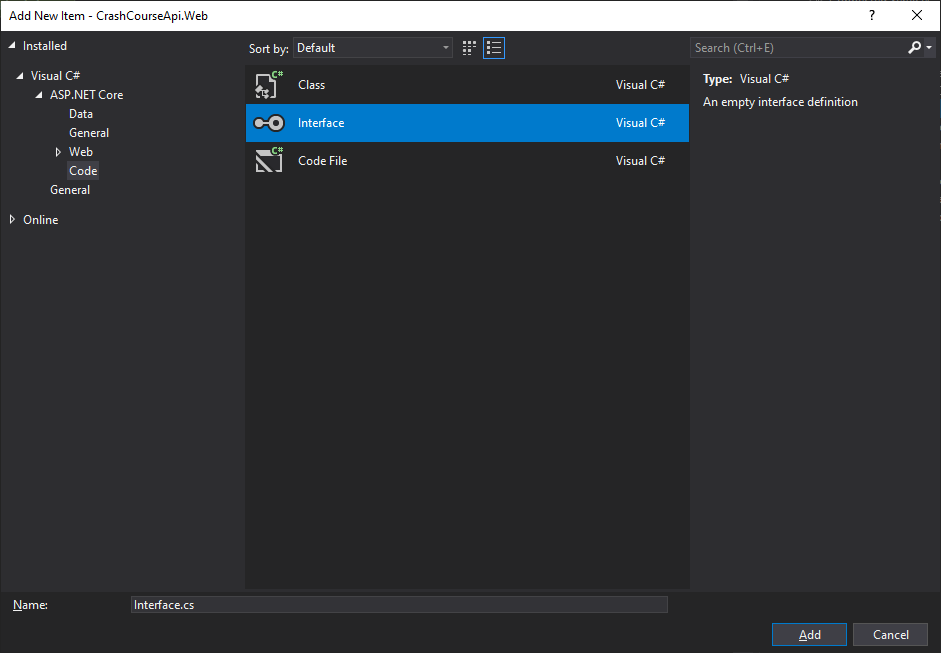 Add New Item - CrashCourseApi.Web
?
Installed
Visual C#
ASP.NET Core
Data
General
Web
Code
General
Online
Sort by: Default
C# Class Visual C#
Interface Visual C#
C# Code File Visual C#
Search (Ctrl+E)
Type: Visual C#
An empty interface definition
Name: Interface.cs
Add Cancel